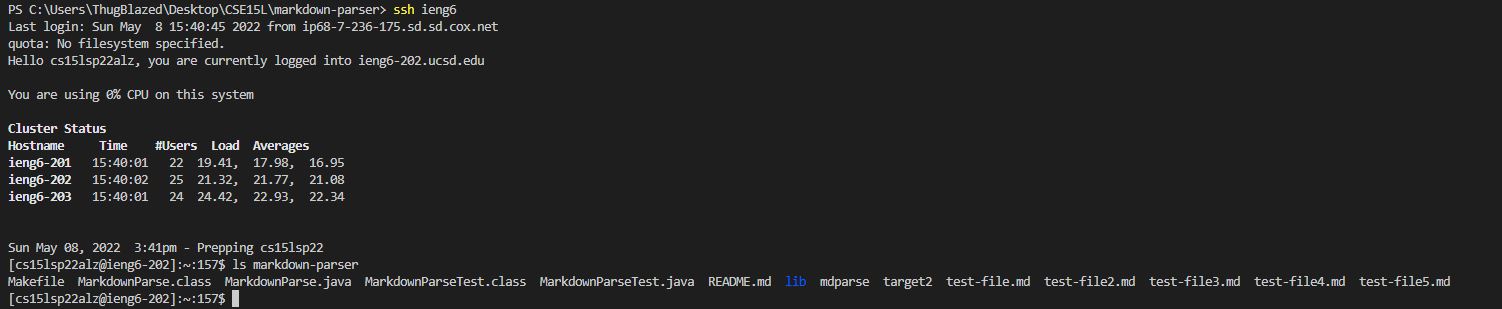 PS C:\Users\ThugBlazed\Desktop\CSE15L\markdown-parser> ssh ieng6
Last login: Sun May  8 15:40:45 2022 from ip68-7-236-175.sd.sd.cox.net
quota: No filesystem specified.
Hello cs15lsp22alz, you are currently logged into ieng6-202.ucsd.edu
You are using 0% CPU on this system
Cluster Status
Hostname     Time    #Users  Load  Averages
ieng6-201   15:40:01   22  19.41,  17.98,  16.95
ieng6-202   15:40:02   25  21.32,  21.77,  21.08
ieng6-203   15:40:01   24  24.42,  22.93,  22.34
Sun May 08, 2022  3:41pm - Prepping cs15lsp22
[cs15lsp22alz@ieng6-202]:~:157$ ls markdown-parser
Makefile  MarkdownParse.class  MarkdownParse.java  MarkdownParseTest.class  MarkdownParseTest.java  README.md  lib  mdparse  target2  test-file.md  test-file2.md  test-file3.md  test-file4.md  test-file5.md
[cs15lsp22alz@ieng6-202]:~:157$